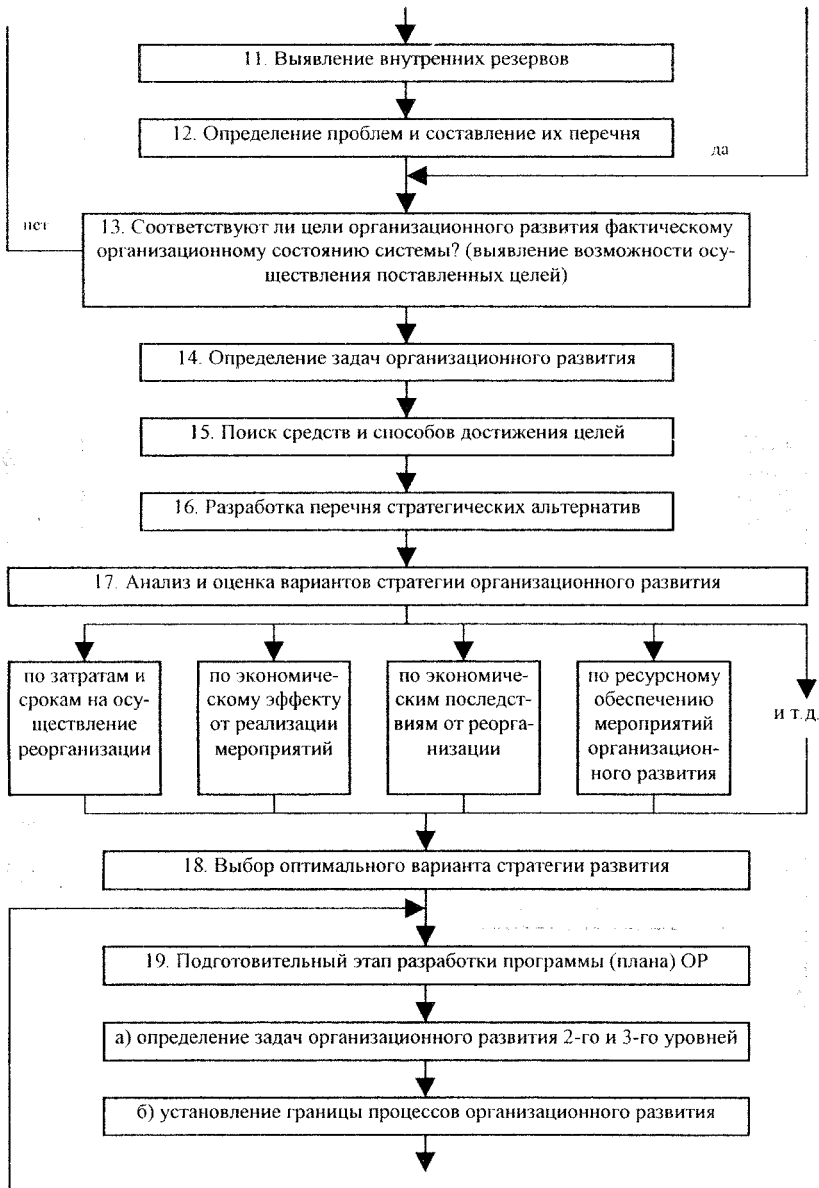 11. Выявление внутренних резервов
12. Определение проблем и составление их перечня
да
нет
13. Соответствуют ли цели организационного развития фактическому
организационному состоянию системы? (выявление возможности осу-
ществления поставленных целей)
14. Определение задач организационного развития
15. Поиск средств и способов достижения целей
16. Разработка перечня стратегических альтернатив
17. Анализ и оценка вариантов стратегии организационного развития
по затратам и
срокам на осу-
ществление
реорганизации
по экономиче-
скому эффекту
от реализации
мероприятий
по экономиче-
ским последст-
виям от реорга-
низации
по ресурсному
обеспечению
мероприятий
организацион-
ного развития
и т.д.
18. Выбор оптимального варианта стратегии развития
19. Подготовительный этап разработки программы (плана) ОР
а) определение задач организационного развития 2-го и 3-го уровней
б) установление границы процессов организационного развития